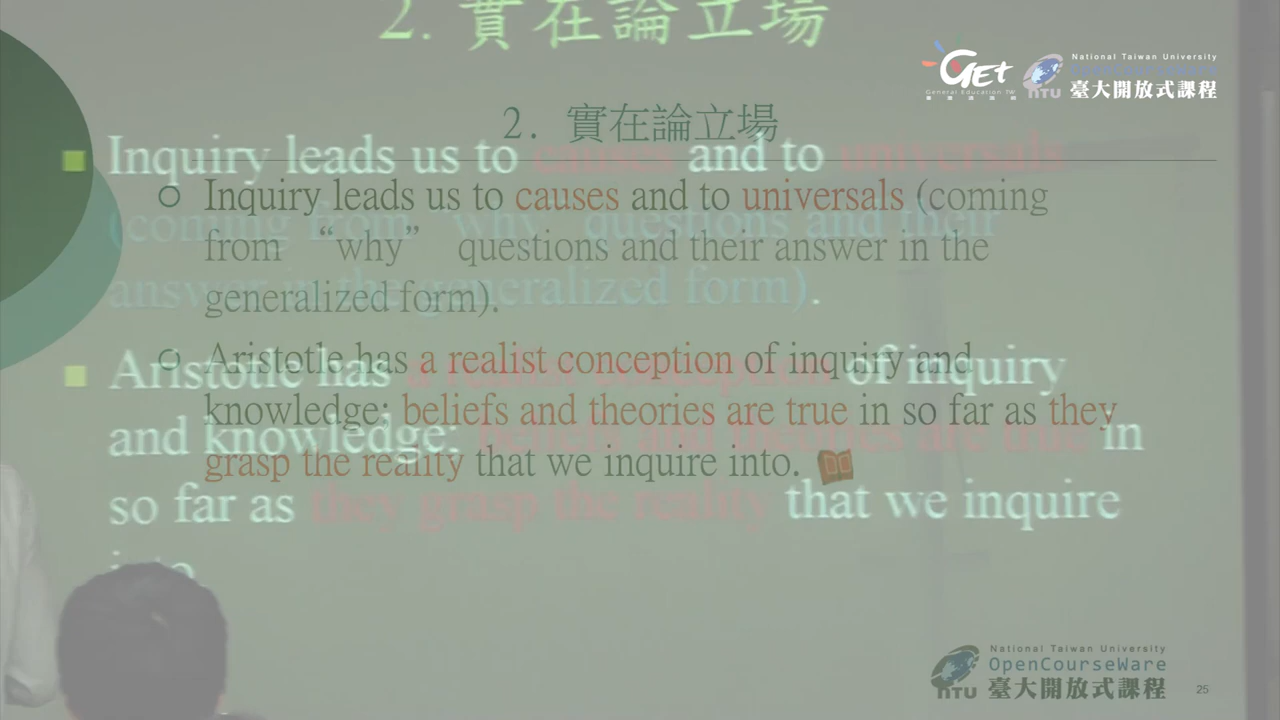 2. 實在論立場
GET
General Education.TW
National Taiwan University
OpenCourseWare
NTU 臺大開放式課程
2. 實在論立場
Inquiry leads us to causes and to universals
(coming from "why" questions and their
answer in the generalized form).
Aristotle has a realist conception of inquiry
and knowledge: beliefs and theories are true in
so far as they grasp the reality that we inquire
into.
Inquiry leads us to causes and to universals (coming
from “why” questions and their answer in the
generalized form).
Aristotle has a realist conception of inquiry and
knowledge: beliefs and theories are true in so far as they
grasp the reality that we inquire into.
National Taiwan University
OpenCourseWare
NTU 臺大開放式課程
25